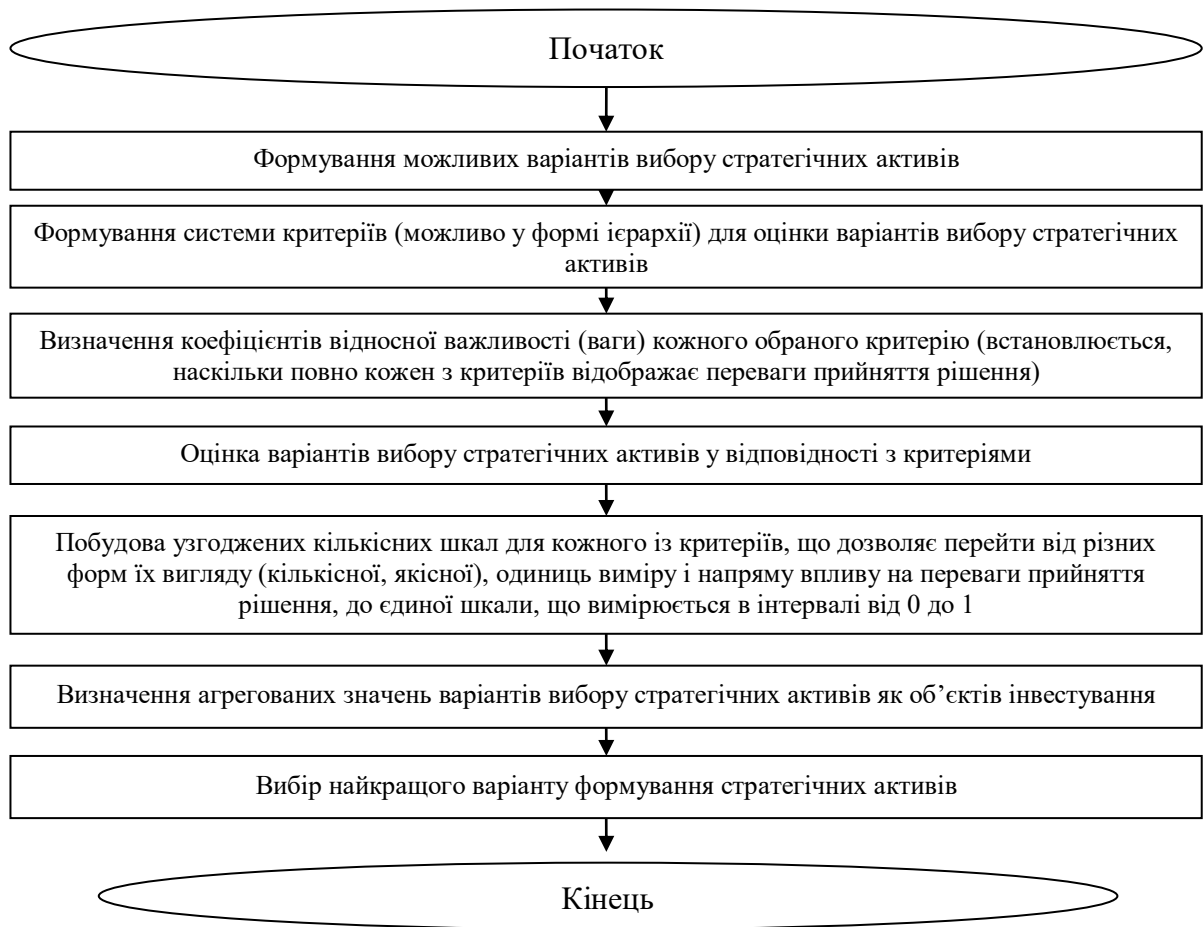 Початок
Формування можливих варіантів вибору стратегічних активів
Формування системи критеріїв (можливо у формі ієрархії) для оцінки варіантів вибору стратегічних
активів
Визначення коефіцієнтів відносної важливості (ваги) кожного обраного критерію (встановлюється,
наскільки повно кожен з критеріїв відображає переваги прийняття рішення)
Оцінка варіантів вибору стратегічних активів у відповідності з критеріями
Побудова узгоджених кількісних шкал для кожного із критеріїв, що дозволяє перейти від різних
форм їх вигляду (кількісної, якісної), одиниць виміру і напряму впливу на переваги прийняття
рішення, до єдиної шкали, що вимірюється в інтервалі від 0 до 1
Визначення агрегованих значень варіантів вибору стратегічних активів як об’єктів інвестування
Вибір найкращого варіанту формування стратегічних активів
Кінець